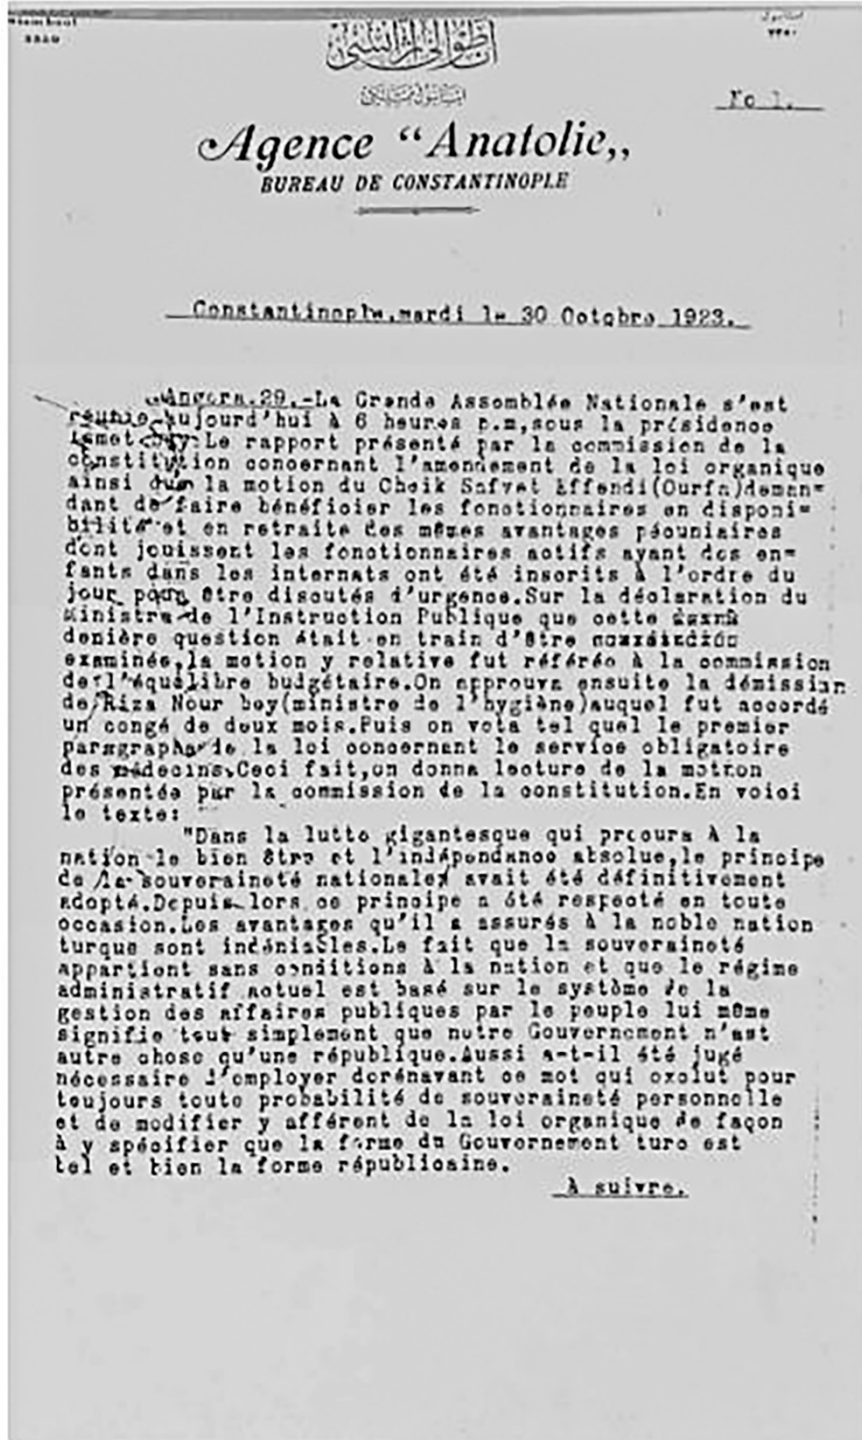 Stamboul
اناطولی اژانسی
No 1.
Agence “Anatolie„
BUREAU DE CONSTANTINOPLE
Constantinople,mardi le 30 Octobre 1923.
Angora.29.-La Grande Assemblée Nationale s'est
réunie aujourd'hui à 6 heures p.m,sous la présidence
Ismet bey.Le rapport présenté par la commission de la
constitution concernant l'amendement de la loi organique
ainsi que la motion du Cheik Safvet Effendi(Ourfa)deman=
dant de faire bénéficier les fonctionnaires en disponi=
bilité et en retraite des mêmes avantages pécuniaires
dont jouissent les fonctionnaires actifs ayant des en=
fants dans les internats ont été inscrits à l'ordre du
jour pour être discutés d'urgence.Sur la déclaration du
Ministre de l'Instruction Publique que cette
denière question était en train d'être
examinée,la motion y relative fut référée à la commission
de l'équilibre budgétaire.On approuva ensuite la démission
de Riza Nour bey(ministre de l'hygiène)auquel fut accordé
un congé de deux mois.Puis on vota tel quel le premier
paragraphe de la loi concernant le service obligatoire
des médecins.Ceci fait,on donna lecture de la motion
présentée par la commission de la constitution.En voici
le texte:
"Dans la lutte gigantesque qui prcoura à la
nation le bien être et l'indépendance absolue,le principe
de la souveraineté nationale avait été définitivement
adopté.Depuis lors ce principe a été respecté en toute
occasion.Les avantages qu'il a assurés à la noble nation
turque sont indéniables.Le fait que la souveraineté
appartient sans conditions à la nation et que le régime
administratif actuel est basé sur le système de la
gestion des affaires publiques par le peuple lui même
signifie tout simplement que notre Gouvernement n'est
autre chose qu'une république.Aussi a-t-il été jugé
nécessaire d'employer dorénavant ce mot qui exclut pour
toujours toute probabilité de souveraineté personnelle
et de modifier y afférent de la loi organique de façon
à y spécifier que la forme du Gouvernement turc est
tel et bien la forme républicaine.
A suivre.